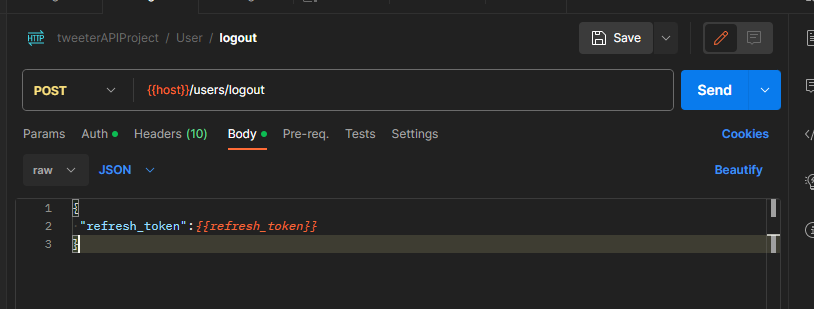 HTTP tweeterAPIProject / User / logout Save
POST {{host}}/users/logout Send
Params Auth Headers (10) Body Pre-req. Tests Settings Cookies
raw JSON Beautify
1 {
2 "refresh_token":{{refresh_token}}
3 }